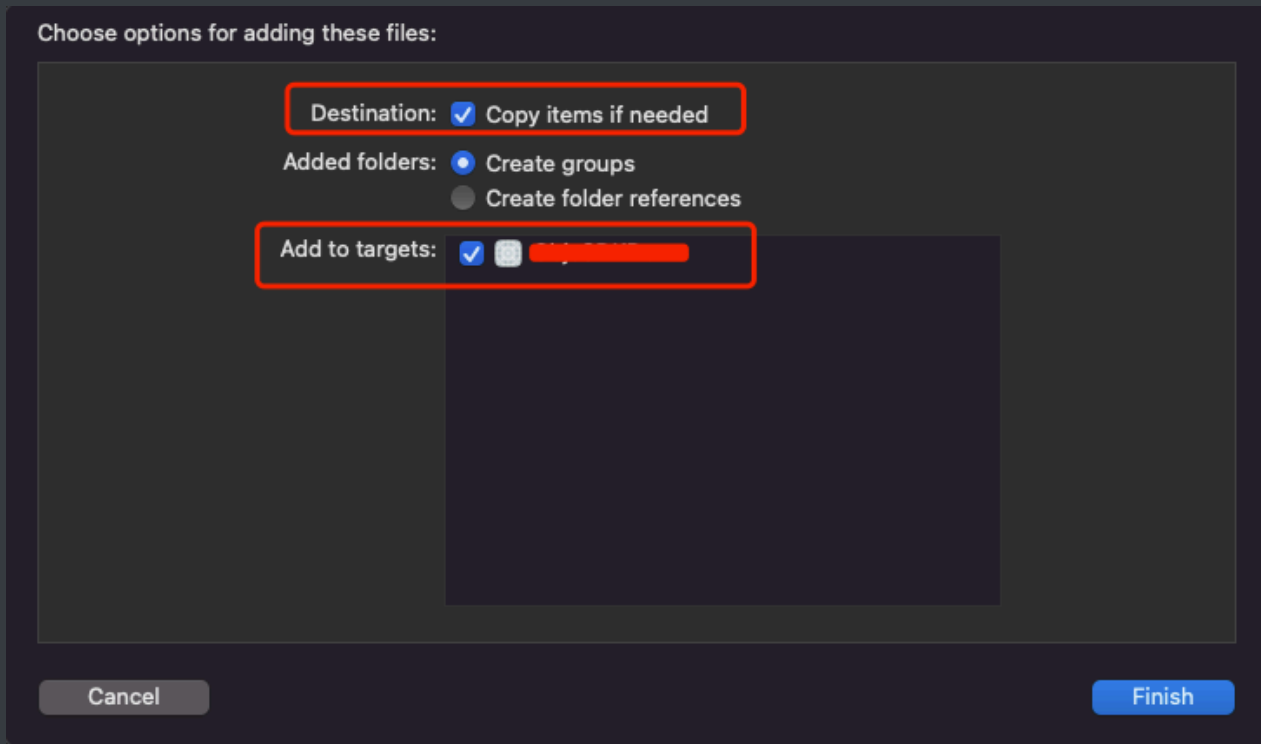 Choose options for adding these files:
Destination: Copy items if needed
Added folders: Create groups
Create folder references
Add to targets:
Cancel
Finish